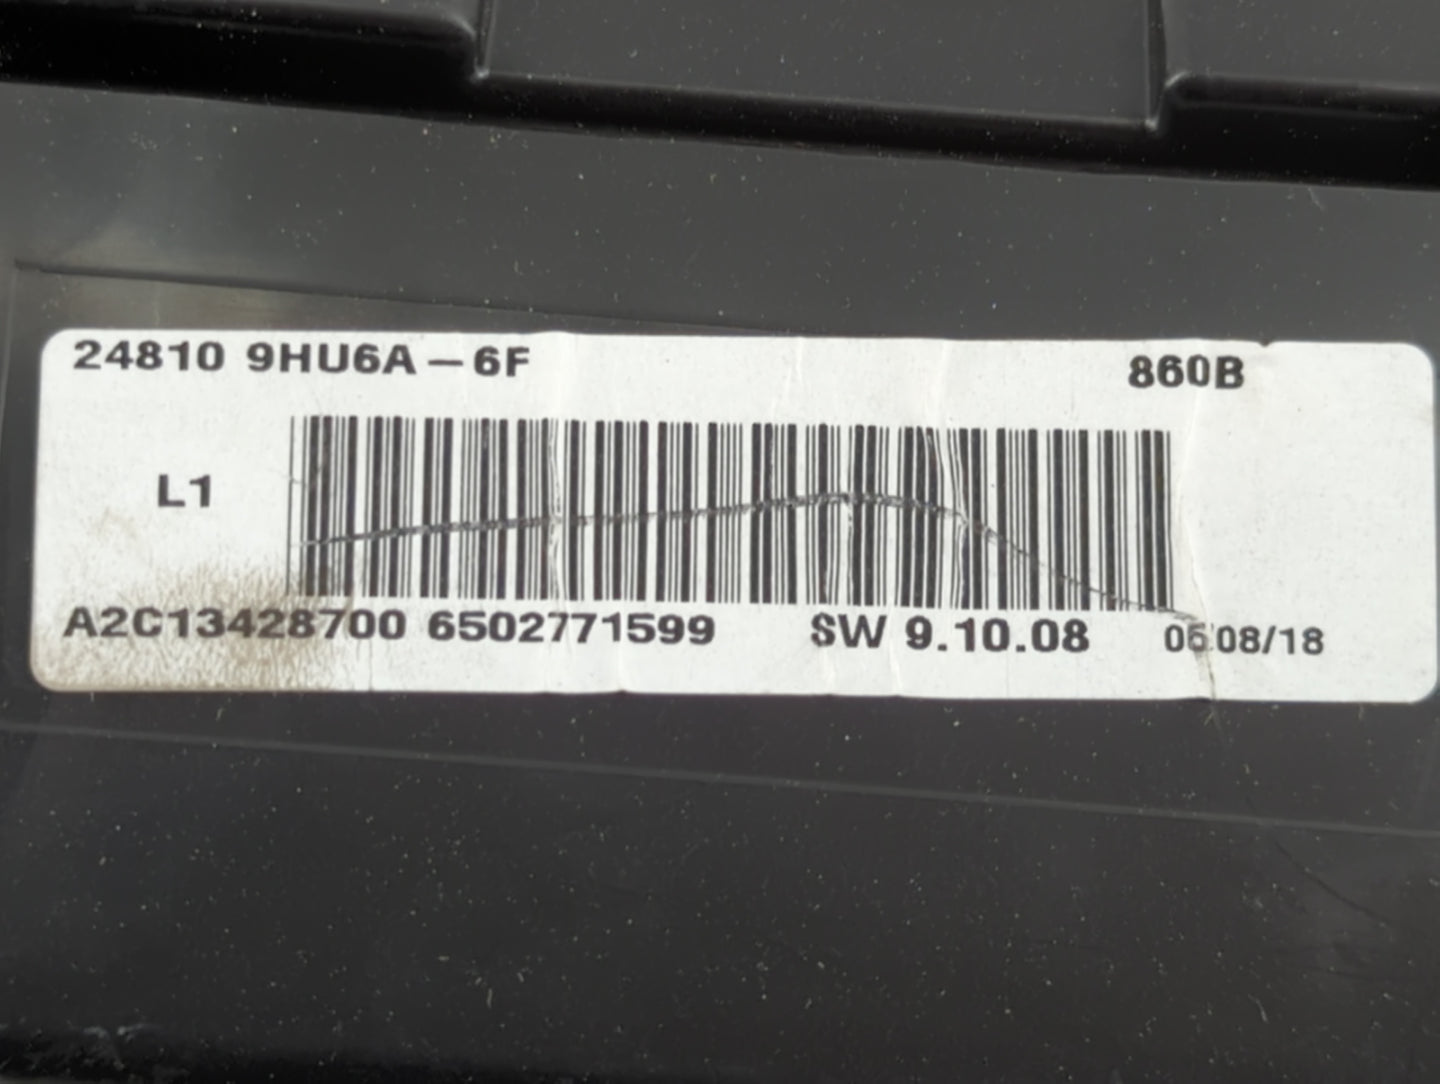 24810 9HU6A – 6F 860B
L1
A2C13428700 6502771599 SW 9.10.08 06/08/18